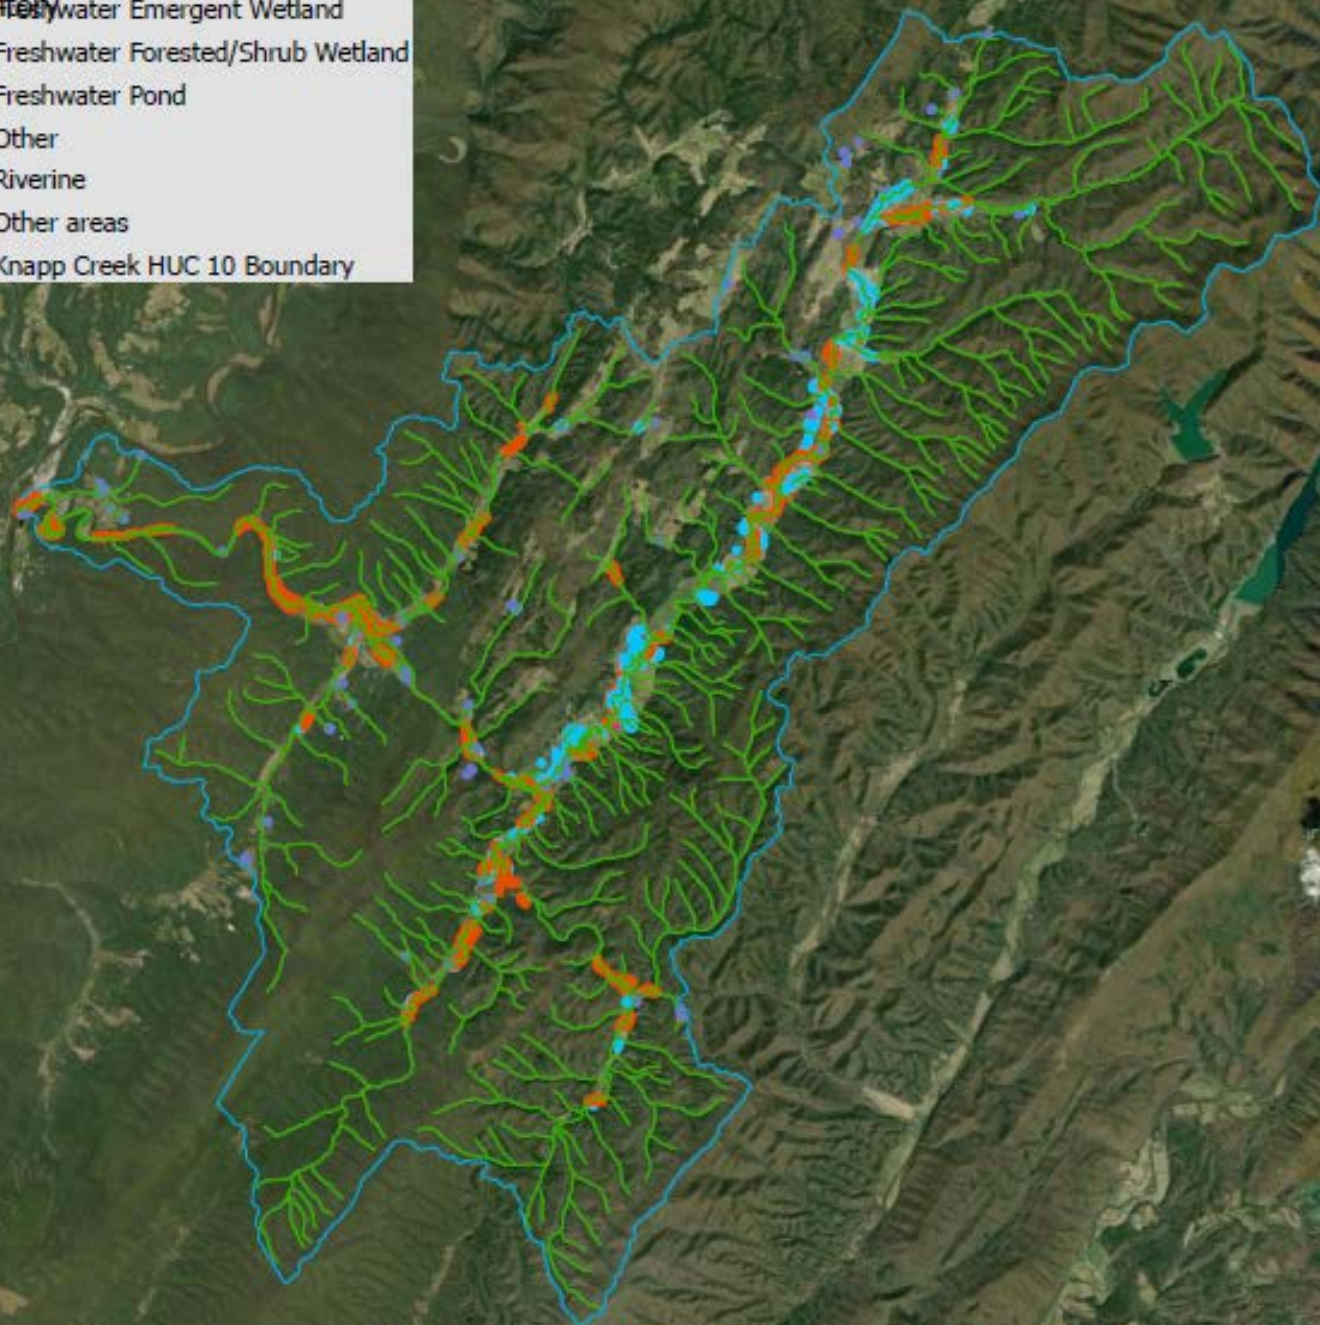 Freshwater Emergent Wetland
Freshwater Forested/Shrub Wetland
Freshwater Pond
Other
Riverine
Other areas
Knapp Creek HUC 10 Boundary